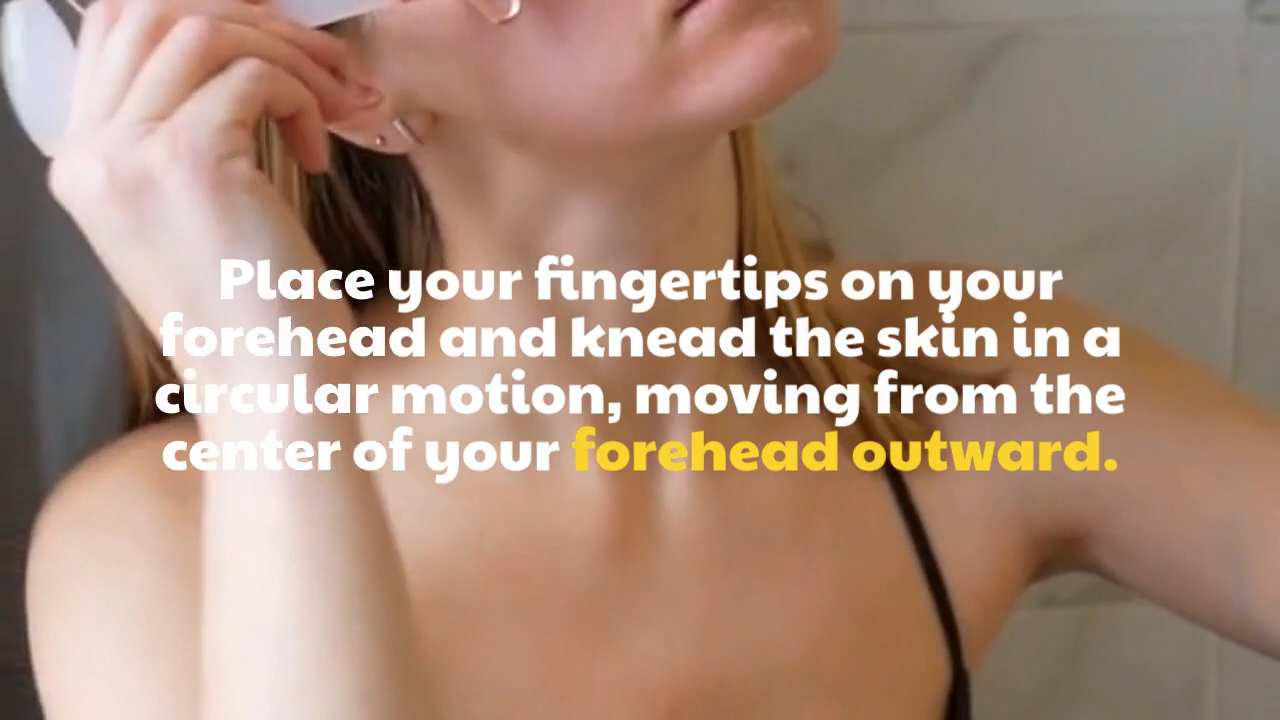 Place your fingertips on your
forehead and knead the skin in a
circular motion, moving from the
center of your forehead outward.